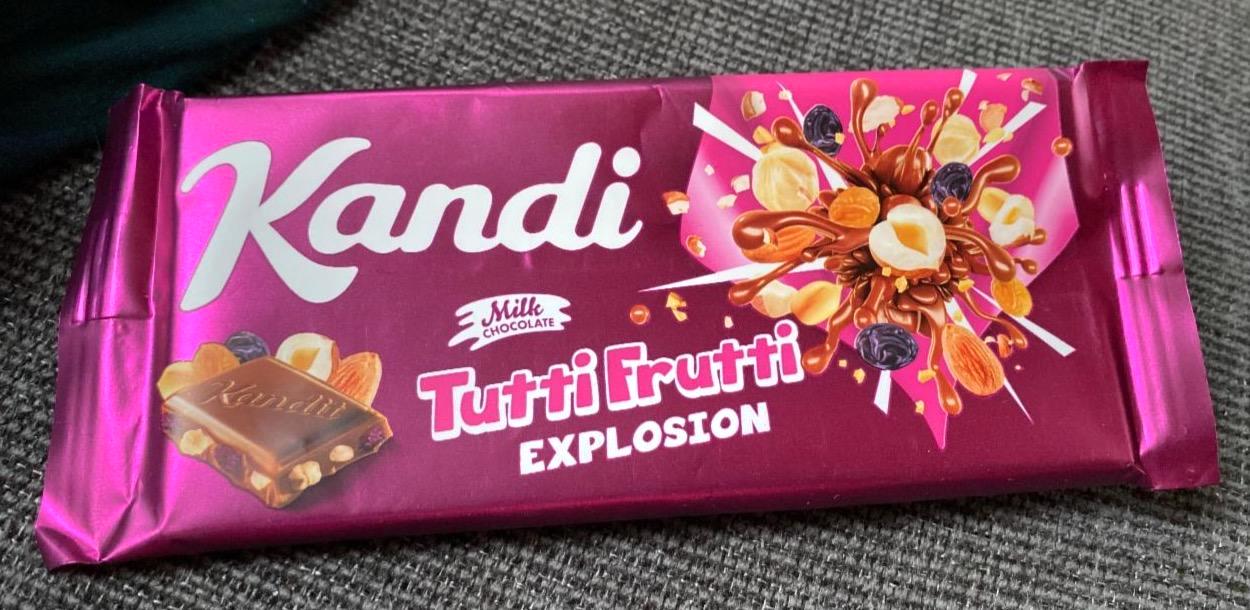 Kandi
Milk
CHOCOLATE
Tutti Frutti
EXPLOSION
Kandit